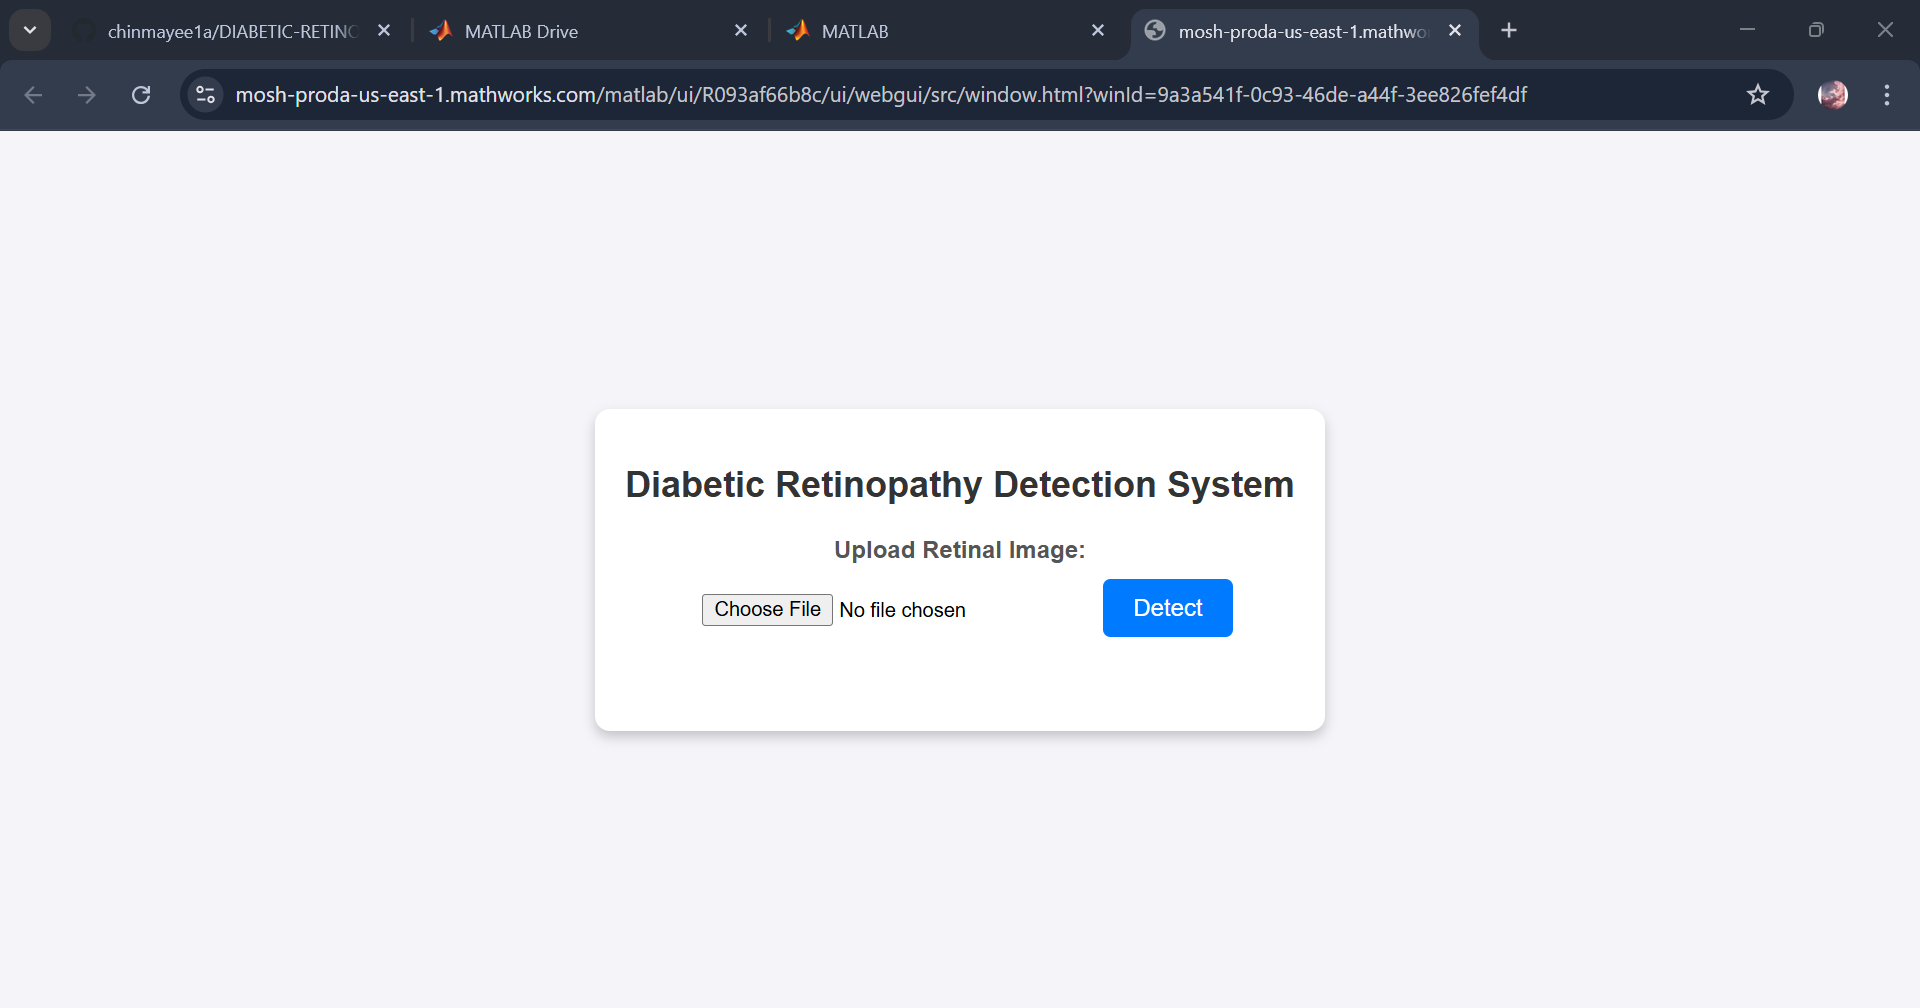 chinmayee1a/DIABETIC-RETINO
MATLAB Drive
MATLAB
mosh-proda-us-east-1.mathwo
mosh-proda-us-east-1.mathworks.com/matlab/ui/R093af66b8c/ui/webgui/src/window.html?winId=9a3a541f-0c93-46de-a44f-3ee826fef4df
Diabetic Retinopathy Detection System
Upload Retinal Image:
Choose File No file chosen
Detect